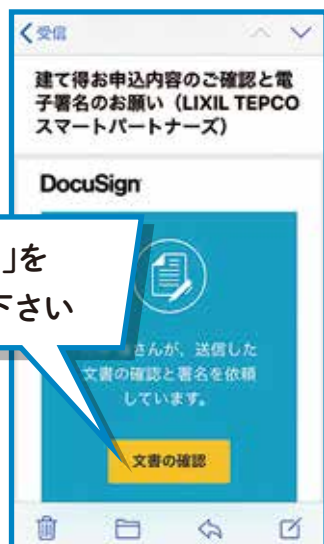 受信
建て得お申込内容のご確認と電
子署名のお願い（LIXIL TEPCO
スマートパートナーズ）
DocuSign
」を
下さい
さんが、送信した
文書の確認と署名を依頼
しています。
文書の確認